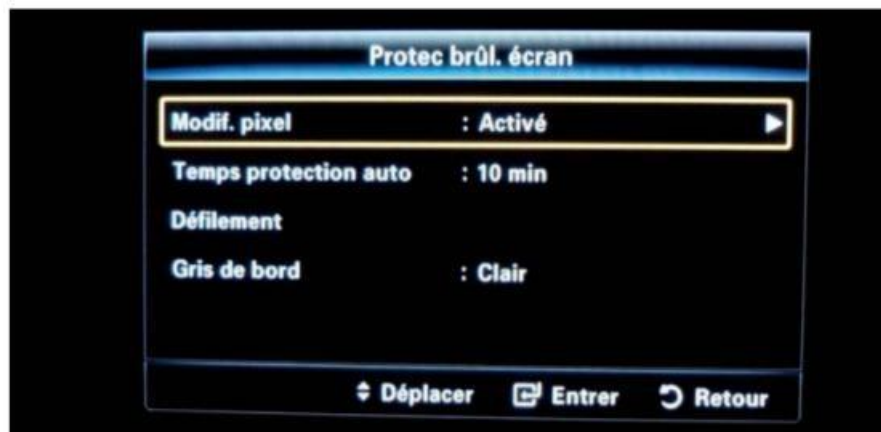 Protec brûl. écran
Modif. pixel : Activé
Temps protection auto : 10 min
Défilement
Gris de bord : Clair
Déplacer Entrer Retour